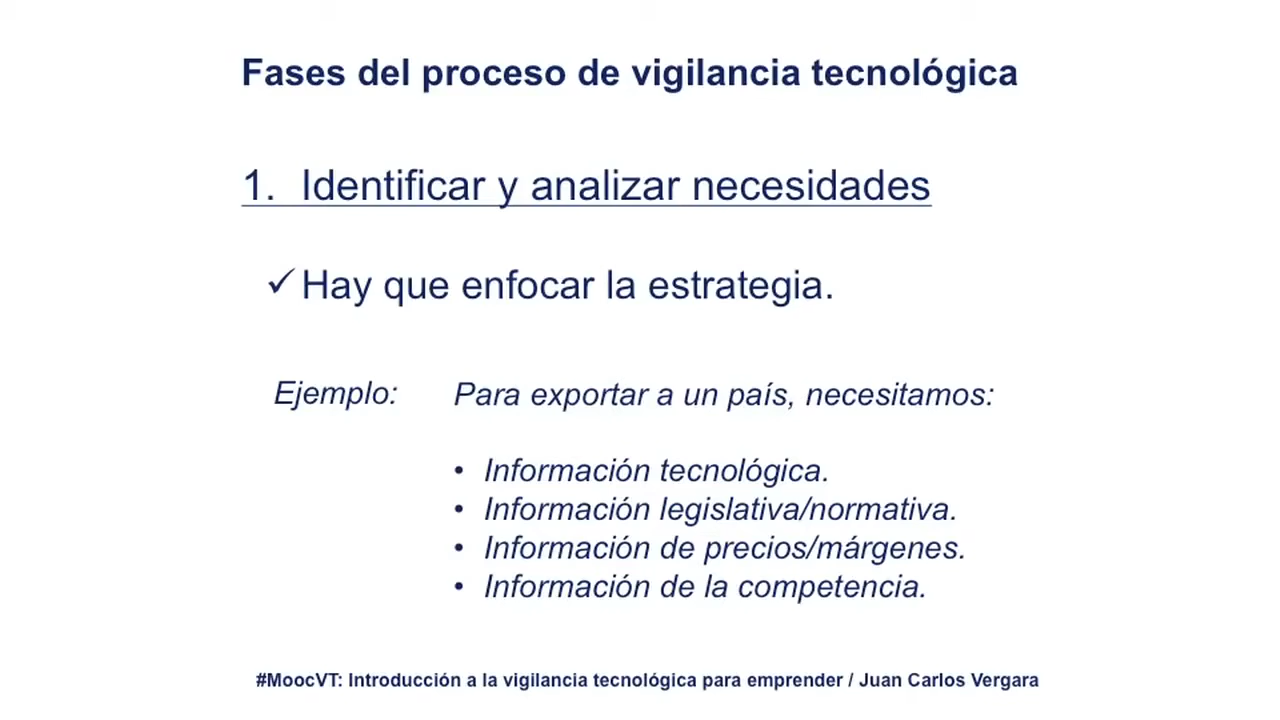 Fases del proceso de vigilancia tecnológica
1. Identificar y analizar necesidades
✓ Hay que enfocar la estrategia.
Ejemplo: Para exportar a un país, necesitamos:
• Información tecnológica.
• Información legislativa/normativa.
• Información de precios/márgenes.
• Información de la competencia.
#MoocVT: Introducción a la vigilancia tecnológica para emprender / Juan Carlos Vergara